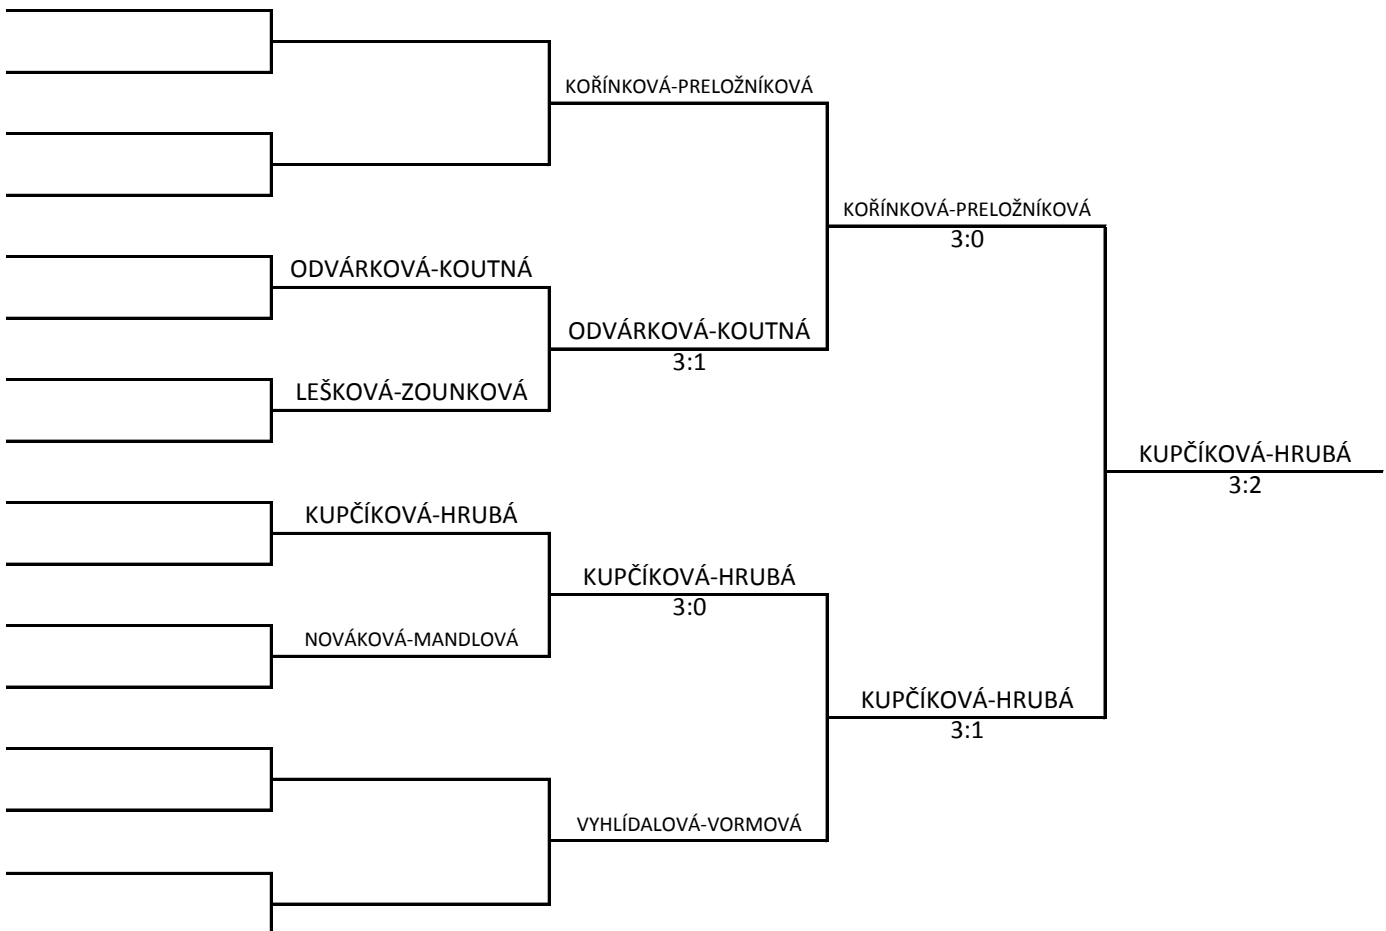 KOŘÍNKOVÁ-PRELOŽNÍKOVÁ
KOŘÍNKOVÁ-PRELOŽNÍKOVÁ
3:0
ODVÁRKOVÁ-KOUTNÁ
ODVÁRKOVÁ-KOUTNÁ
3:1
LEŠKOVÁ-ZOUNKOVÁ
KUPČÍKOVÁ-HRUBÁ
3:2
KUPČÍKOVÁ-HRUBÁ
KUPČÍKOVÁ-HRUBÁ
3:0
NOVÁKOVÁ-MANDLOVÁ
KUPČÍKOVÁ-HRUBÁ
3:1
VYHLÍDALOVÁ-VORMOVÁ